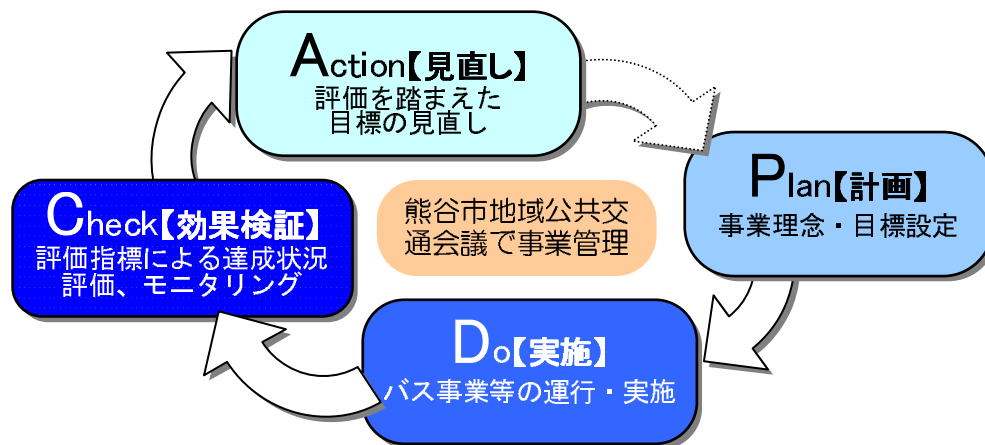 Action【見直し】
評価を踏まえた
目標の見直し
Plan【計画】
事業理念・目標設定
Check【効果検証】
評価指標による達成状況
評価、モニタリング
熊谷市地域公共交
通会議で事業管理
Do【実施】
バス事業等の運行・実施